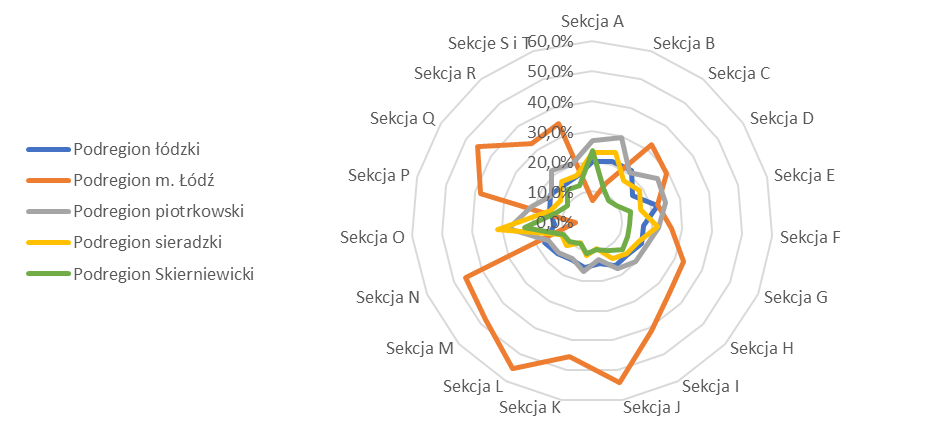 Podregion łódzki
Podregion m. Łódź
Podregion piotrkowski
Podregion sieradzki
Podregion Skierniewicki
Sekcja A
Sekcja B
Sekcja C
Sekcja D
Sekcja E
Sekcja F
Sekcja G
Sekcja H
Sekcja I
Sekcja J
Sekcja K
Sekcja L
Sekcja M
Sekcja N
Sekcja O
Sekcja P
Sekcja Q
Sekcja R
Sekcje S i T
60,0%
50,0%
40,0%
30,0%
20,0%
10,0%
0,0%